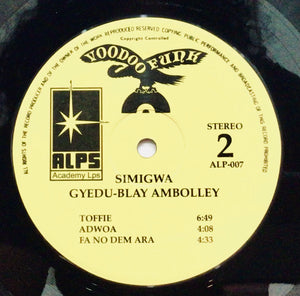 ALL RIGHTS OF THE RECORD PRODUCER AND OF THE OWNER OF THE WORK REPRODUCED RESERVED
Copyright Controlled
PUBLIC PERFORMANCE AND BROADCASTING OF THIS RECORD PROHIBITED
VOODOO FUNK
ALPS
Academy Lps
STEREO
2
ALP-007
SIMIGWA
GYEDU-BLAY AMBOLLEY
TOFFIE 6:49
ADWOA 4:08
FA NO DEM ARA 4:33